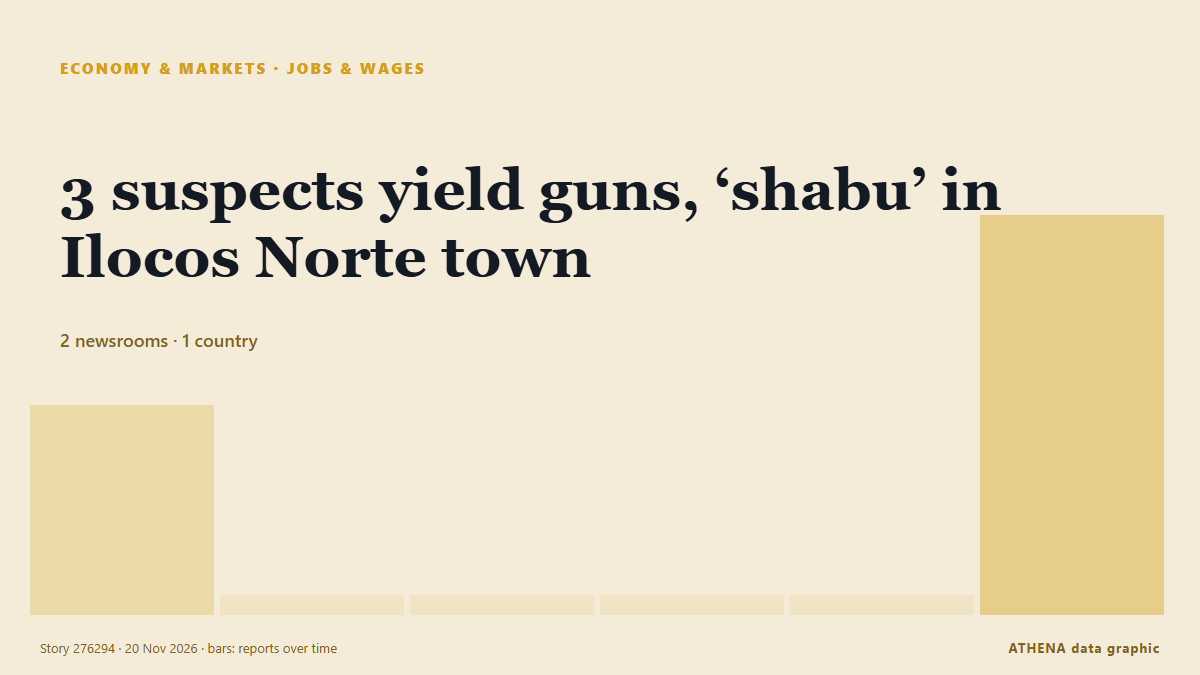 ECONOMY & MARKETS · JOBS & WAGES
3 suspects yield guns, ‘shabu’ in
Ilocos Norte town
2 newsrooms · 1 country
Story 276294 · 20 Nov 2026 · bars: reports over time
ATHENA data graphic